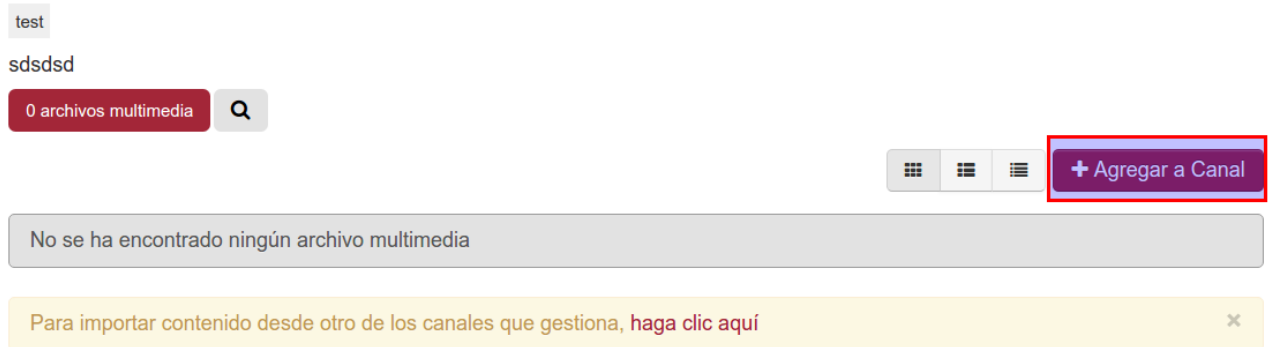 test
sdsdsd
0 archivos multimedia
Agregar a Canal
No se ha encontrado ningún archivo multimedia
Para importar contenido desde otro de los canales que gestiona, haga clic aquí